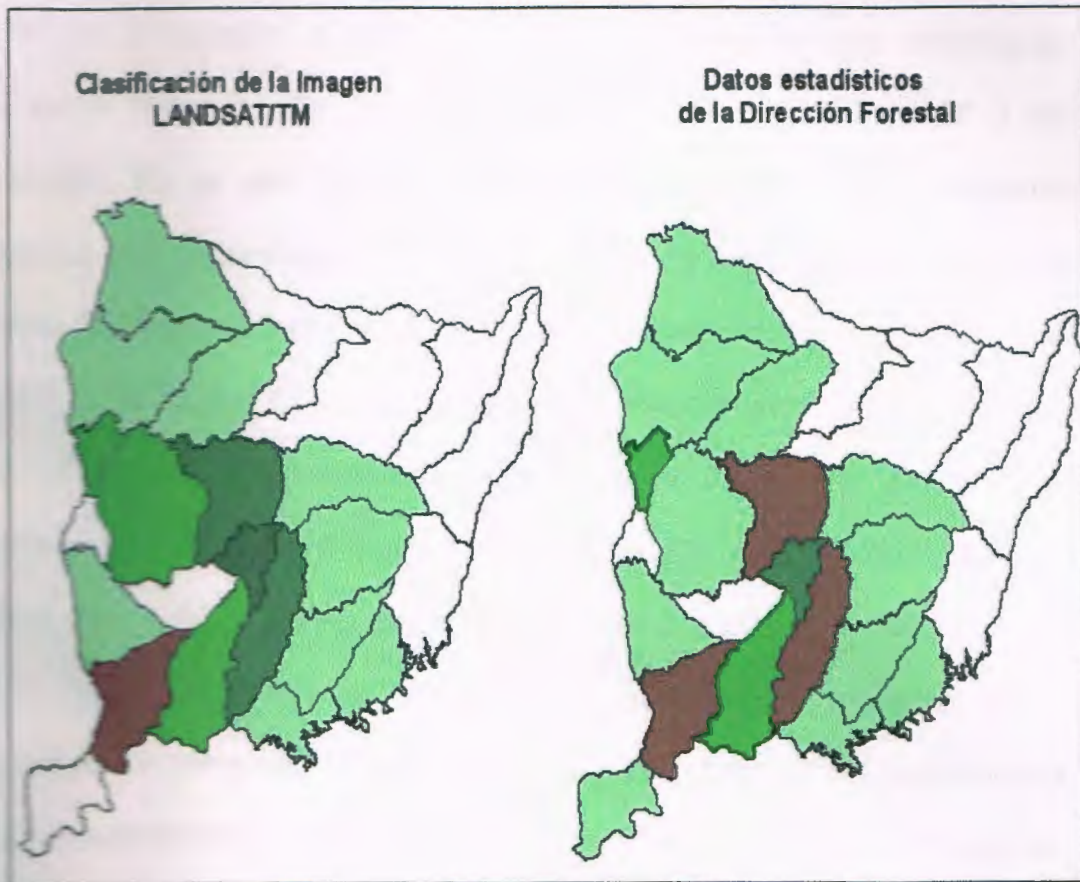 Clasificación de la Imagen
LANDSAT/TM
Datos estadísticos
de la Dirección Forestal